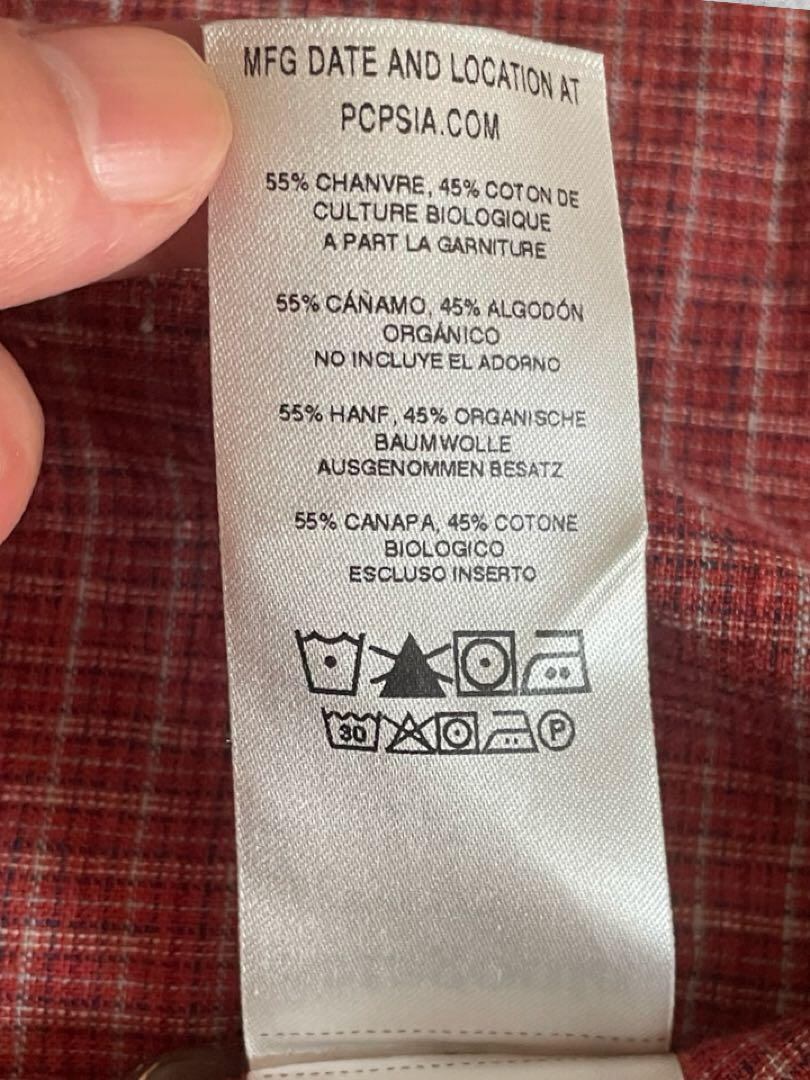 MFG DATE AND LOCATION AT
PCPSIA.COM
55% CHANVRE, 45% COTON DE
CULTURE BIOLOGIQUE
A PART LA GARNITURE
55% CÁÑAMO, 45% ALGODÓN
ORGÁNICO
NO INCLUYE EL ADORNO
55% HANF, 45% ORGANISCHE
BAUMWOLLE
AUSGENOMMEN BESATZ
55% CANAPA, 45% COTONE
BIOLOGICO
ESCLUSO INSERTO
30 P